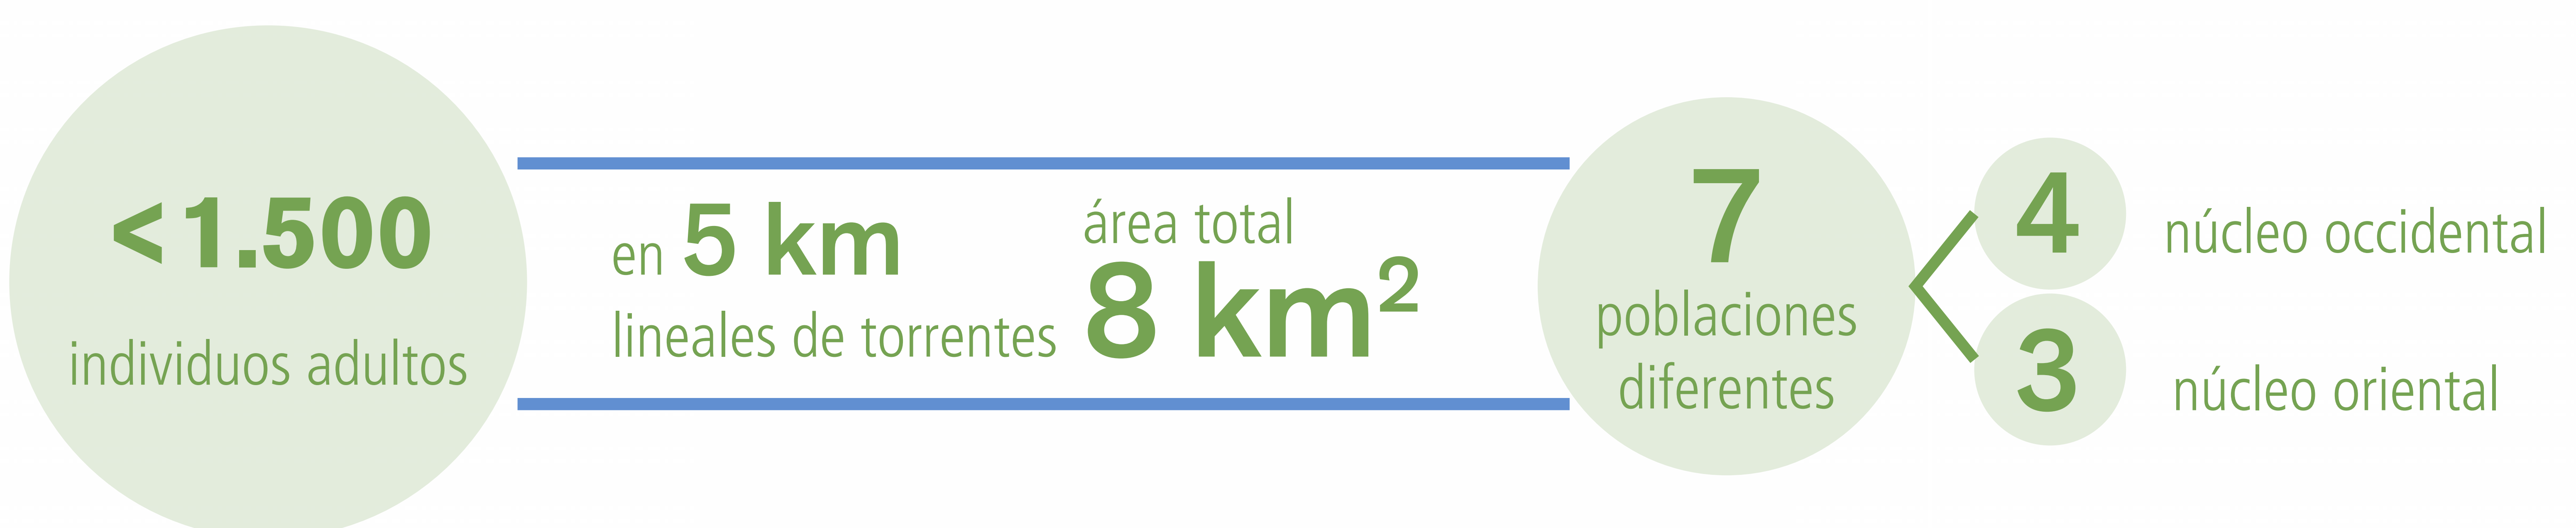 <1.500
individuos adultos
en 5 km
lineales de torrentes
área total
8 km²
7
poblaciones
diferentes
4 núcleo occidental
3 núcleo oriental